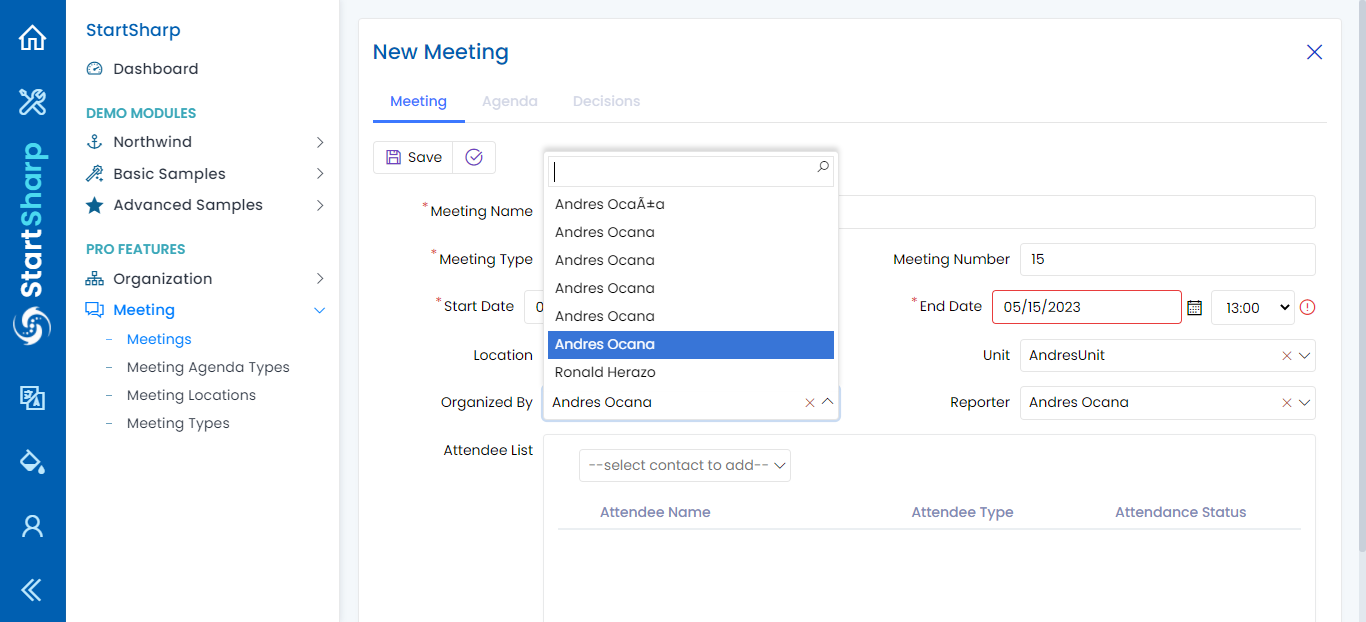 StartSharp
StartSharp
Dashboard
DEMO MODULES
Northwind
Basic Samples
Advanced Samples
PRO FEATURES
Organization
Meeting
Meetings
Meeting Agenda Types
Meeting Locations
Meeting Types
New Meeting
Meeting Agenda Decisions
Save
*Meeting Name
Andres OcaÃ±a
Andres Ocana
Andres Ocana
Andres Ocana
Andres Ocana
Andres Ocana
Ronald Herazo
*Meeting Type
Meeting Number 15
*Start Date 0
*End Date 05/15/2023 13:00
Location
Unit AndresUnit
Organized By Andres Ocana
Reporter Andres Ocana
Attendee List
--select contact to add--
Attendee Name Attendee Type Attendance Status